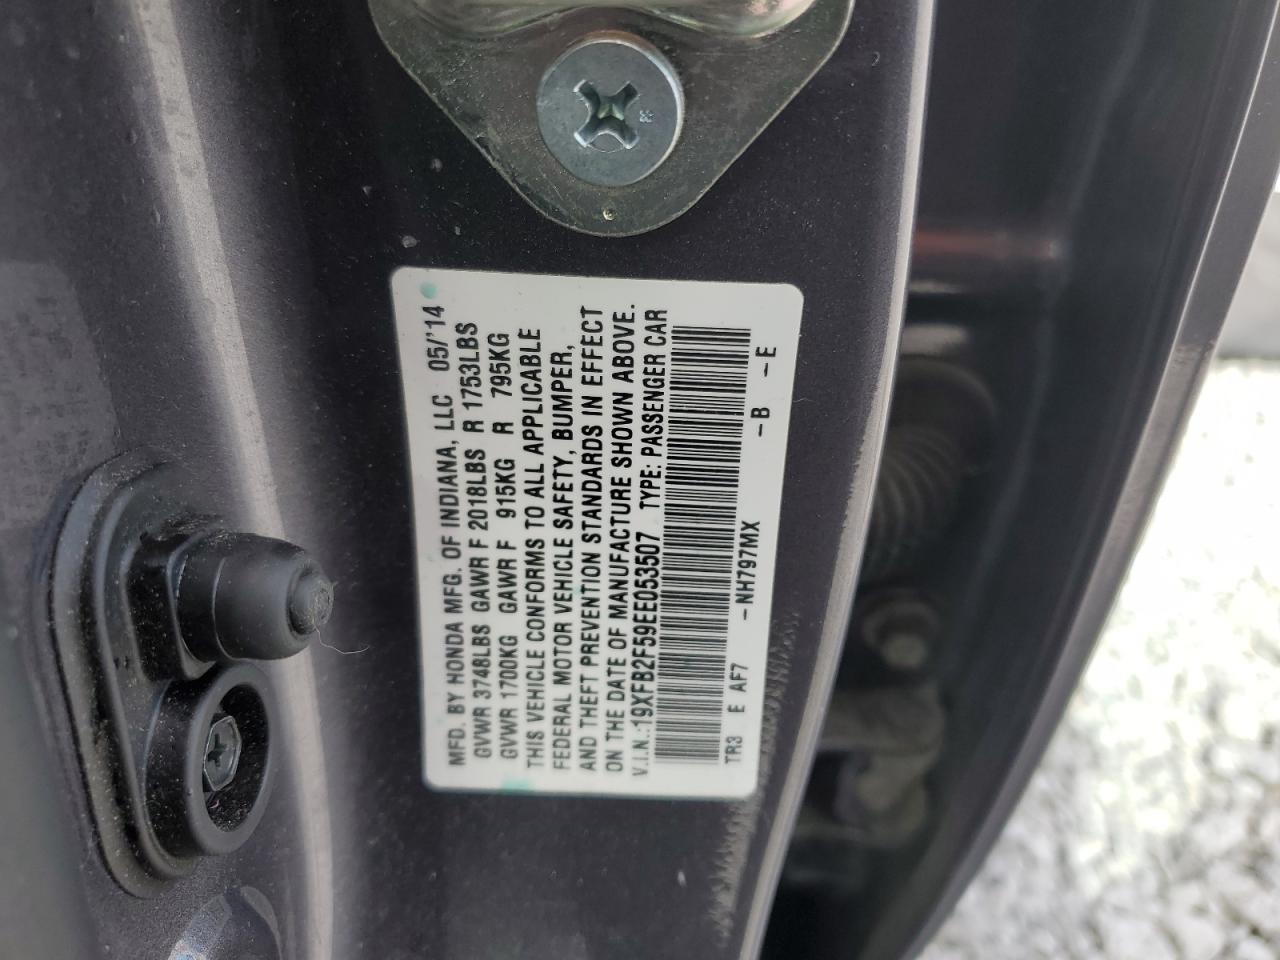 MFD. BY HONDA MFG. OF INDIANA, LLC 05/'14
GVWR 3748LBS GAWR F 2018LBS R 1753LBS
GVWR 1700KG GAWR F 915KG R 795KG
THIS VEHICLE CONFORMS TO ALL APPLICABLE
FEDERAL MOTOR VEHICLE SAFETY, BUMPER,
AND THEFT PREVENTION STANDARDS IN EFFECT
ON THE DATE OF MANUFACTURE SHOWN ABOVE.
V.I.N.:19XFB2F59EE053507 TYPE: PASSENGER CAR
TR3 E AF7 - NH797MX - B - E